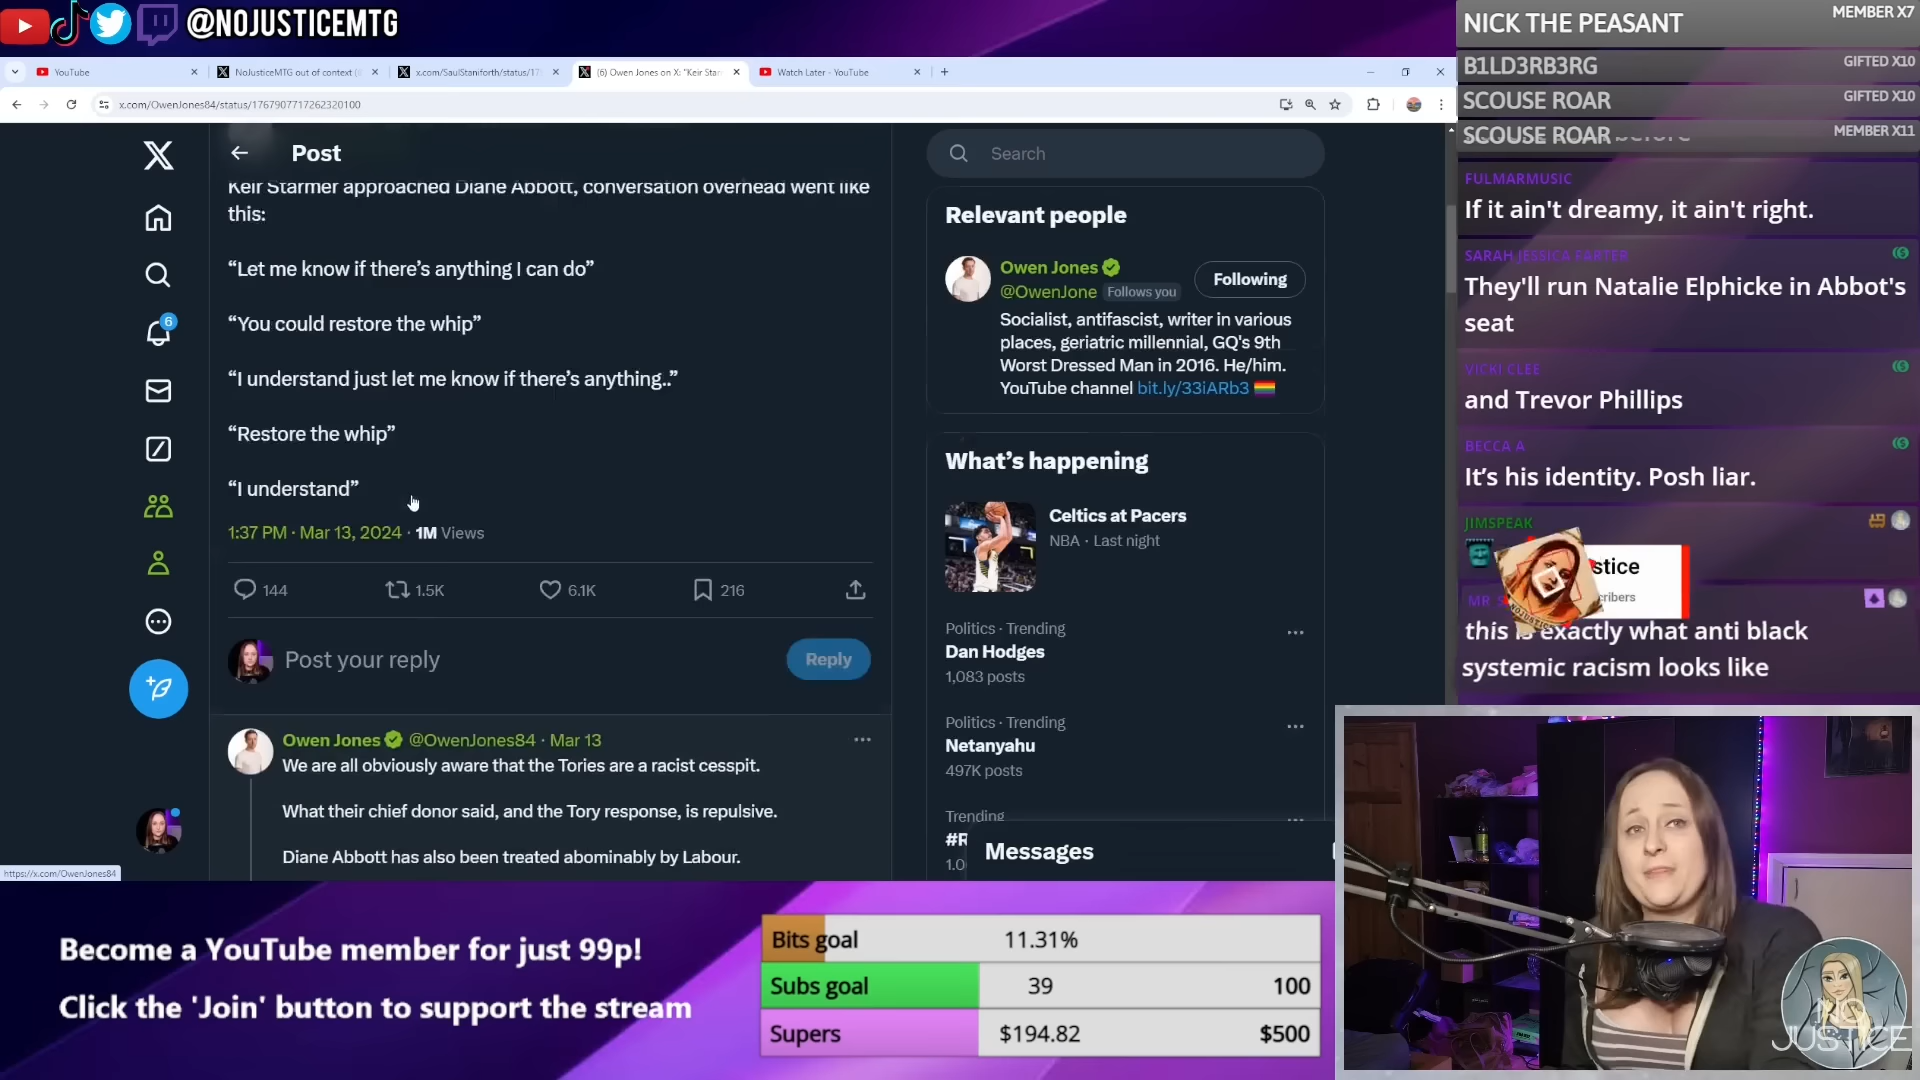 @NOJUSTICEMTG
YouTube
NoJusticeMTG out of context (
x.com/SaulStaniforth/status/17
(6) Owen Jones on X: "Keir Star
Watch Later - YouTube
x.com/OwenJones84/status/1767907717262320100
Post
Keir Starmer approached Diane Abbott, conversation overhead went like
this:
“Let me know if there’s anything I can do”
“You could restore the whip”
“I understand just let me know if there’s anything..”
“Restore the whip”
“I understand”
1:37 PM · Mar 13, 2024 · 1M Views
144
1.5K
6.1K
216
Post your reply
Reply
Owen Jones @OwenJones84 · Mar 13
We are all obviously aware that the Tories are a racist cesspit.
What their chief donor said, and the Tory response, is repulsive.
Diane Abbott has also been treated abominably by Labour.
https://x.com/OwenJones84
6
Search
Relevant people
Owen Jones
@OwenJone Follows you
Following
Socialist, antifascist, writer in various
places, geriatric millennial, GQ's 9th
Worst Dressed Man in 2016. He/him.
YouTube channel bit.ly/33iARb3
What’s happening
Celtics at Pacers
NBA · Last night
Politics · Trending
Dan Hodges
1,083 posts
Politics · Trending
Netanyahu
497K posts
Trending
#R
1.0
Messages
NICK THE PEASANT MEMBER X7
B1LD3RB3RG GIFTED X10
SCOUSE ROAR GIFTED X10
SCOUSE ROAR MEMBER X11
before
FULMARMUSIC
If it ain't dreamy, it ain't right.
SARAH JESSICA FARTER
They'll run Natalie Elphicke in Abbot's
seat
VICKI CLEE
and Trevor Phillips
BECCA A
It’s his identity. Posh liar.
JIMSPEAK
stice
cribers
NOJUSTICE
MR S
this is exactly what anti black
systemic racism looks like
Become a YouTube member for just 99p!
Click the 'Join' button to support the stream
Bits goal 11.31%
Subs goal 39 100
Supers $194.82 $500
NO
JUSTICE